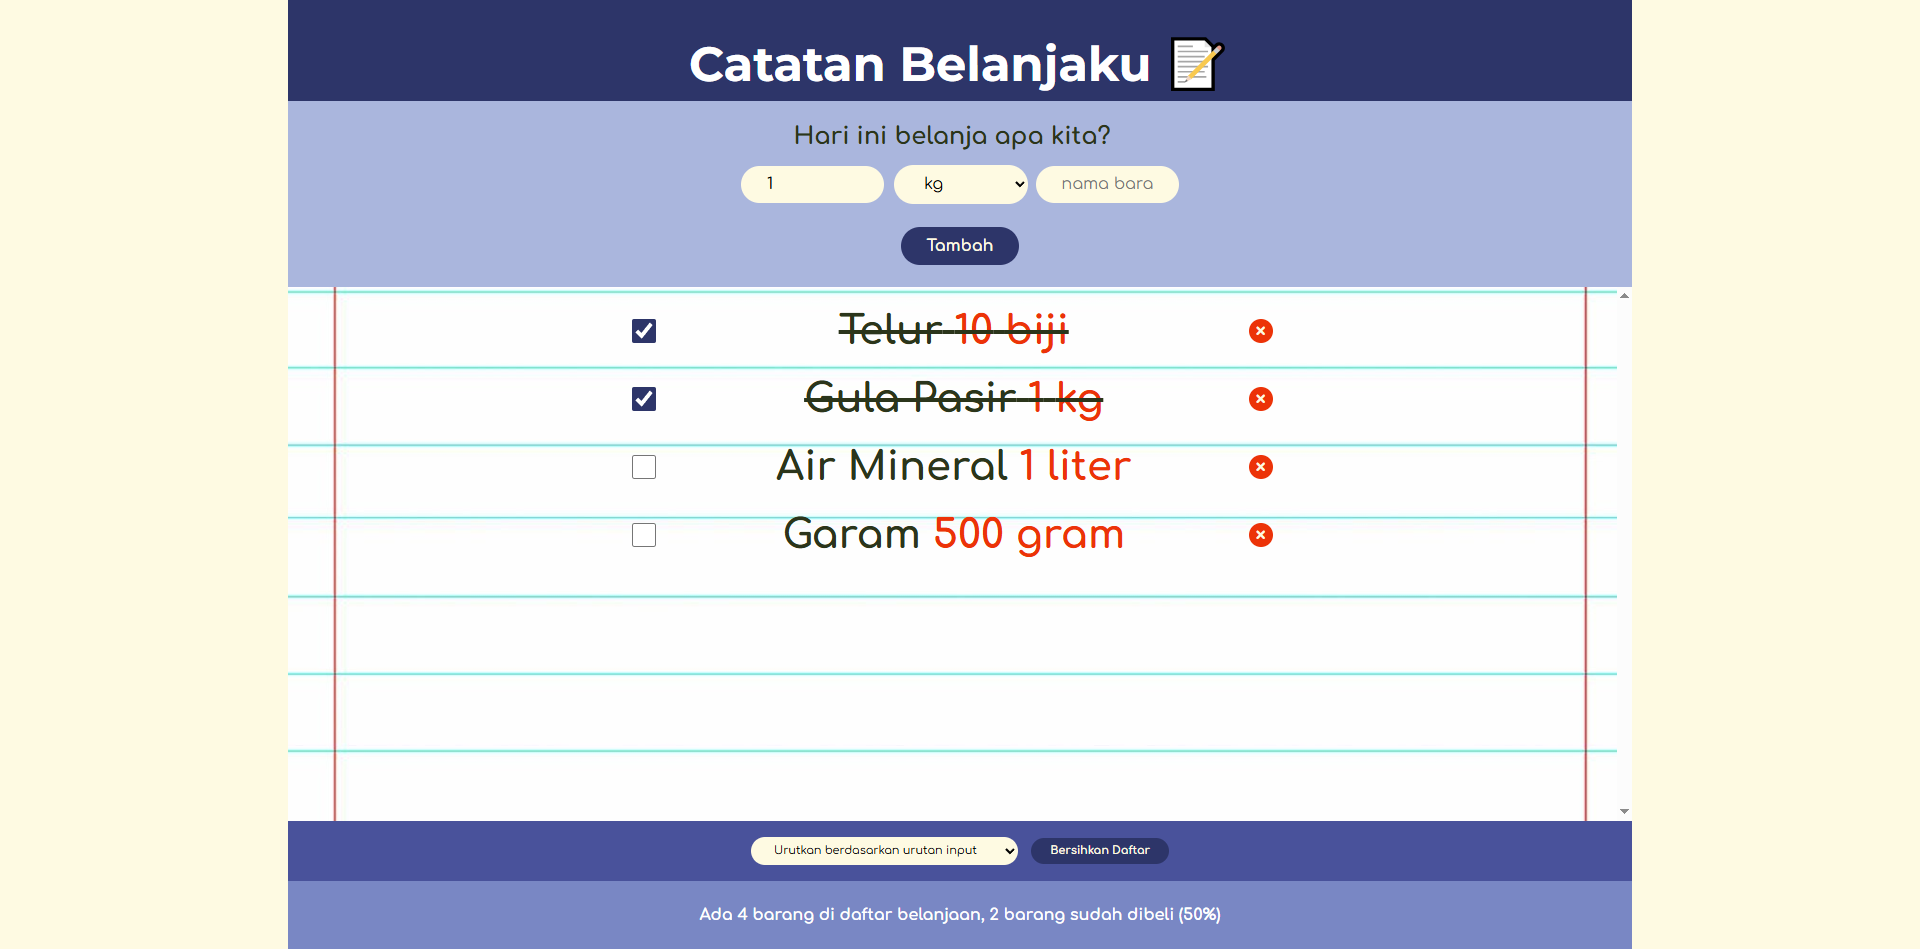 Catatan Belanjaku 📝
Hari ini belanja apa kita?
1 kg nama bara
Tambah
Telur 10 biji
Gula Pasir 1 kg
Air Mineral 1 liter
Garam 500 gram
Urutkan berdasarkan urutan input Bersihkan Daftar
Ada 4 barang di daftar belanjaan, 2 barang sudah dibeli (50%)